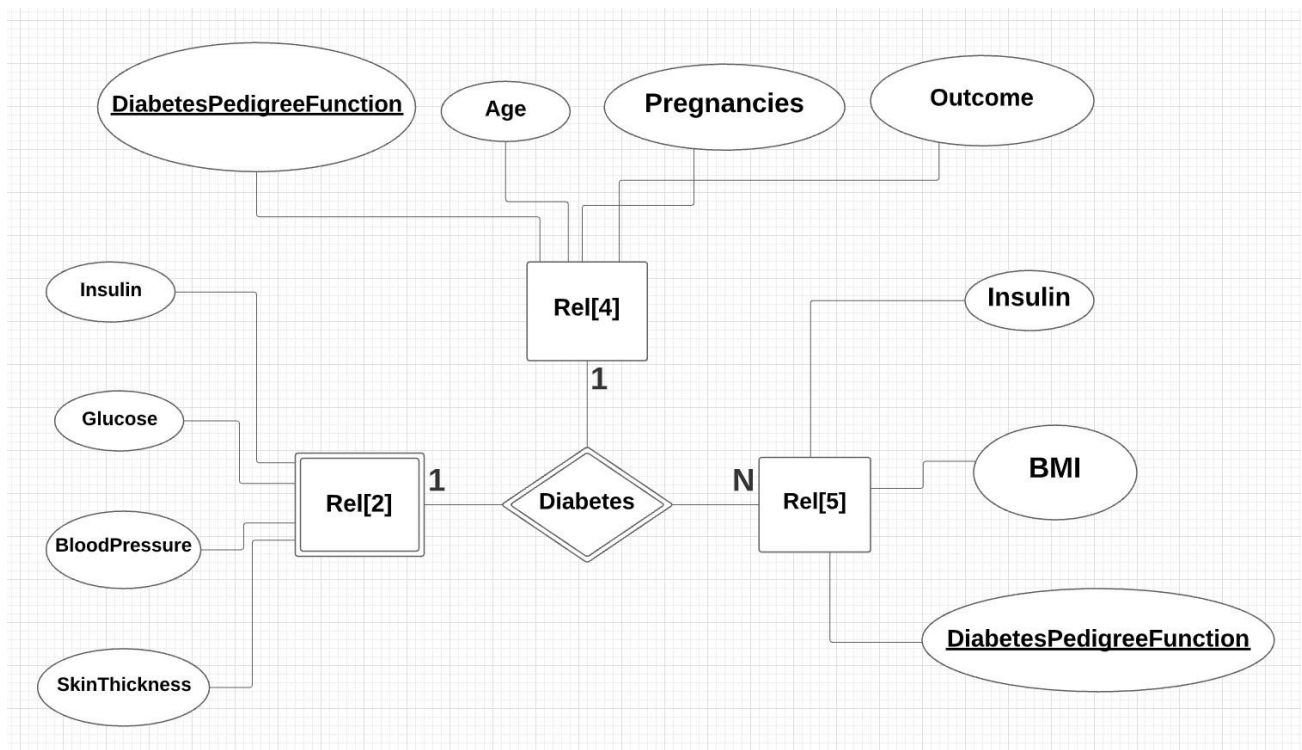 DiabetesPedigreeFunction
Age
Pregnancies
Outcome
Insulin
Glucose
BloodPressure
SkinThickness
Rel[4]
1
Rel[2]
1
Diabetes
N
Rel[5]
Insulin
BMI
DiabetesPedigreeFunction